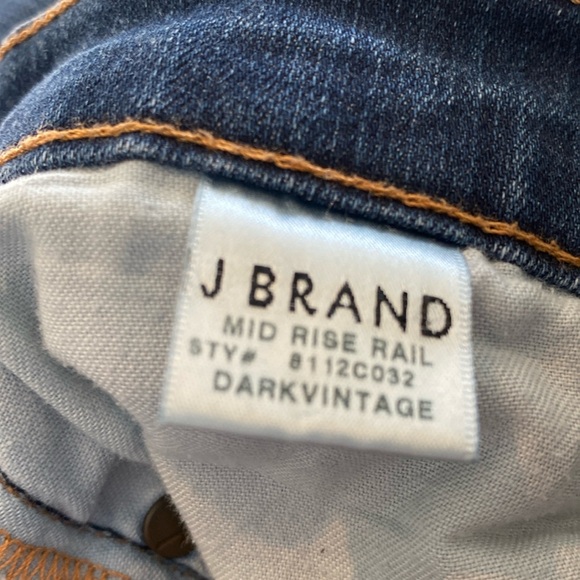 J BRAND
MID RISE RAIL
STY# 8112C032
DARKVINTAGE